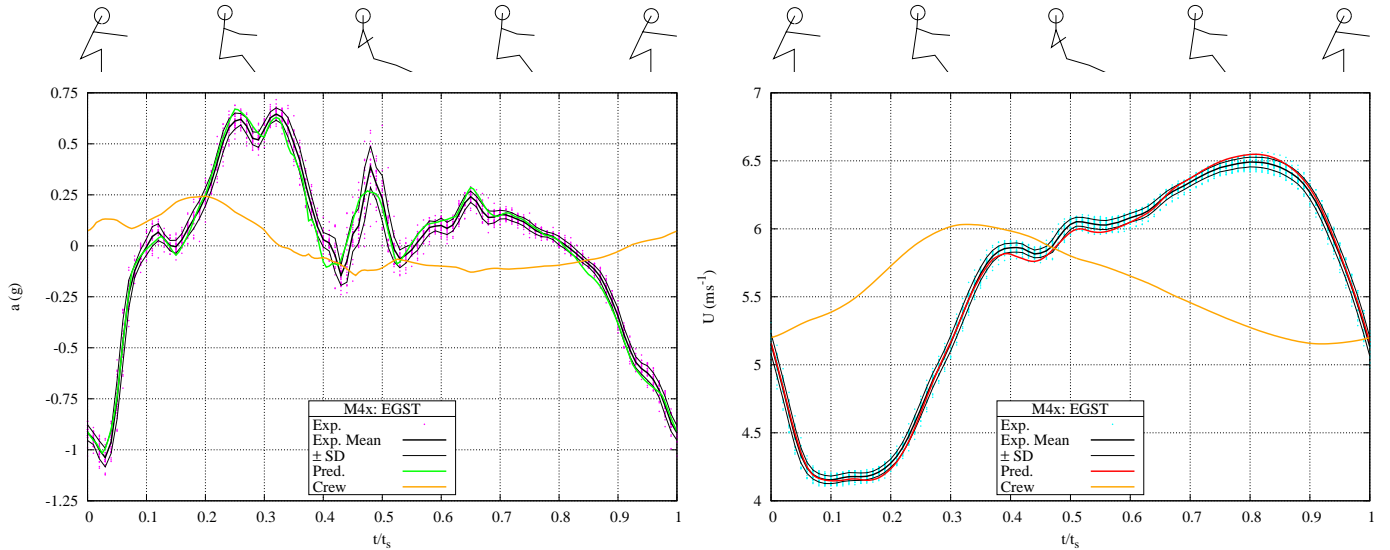 0.75
0.5
0.25
0
-0.25
-0.5
-0.75
-1
-1.25
a (g)
0 0.1 0.2 0.3 0.4 0.5 0.6 0.7 0.8 0.9 1
t/ts
M4x: EGST
Exp.
Exp. Mean
± SD
Pred.
Crew
7
6.5
6
5.5
5
4.5
4
U (ms-1)
0 0.1 0.2 0.3 0.4 0.5 0.6 0.7 0.8 0.9 1
t/ts
M4x: EGST
Exp.
Exp. Mean
± SD
Pred.
Crew